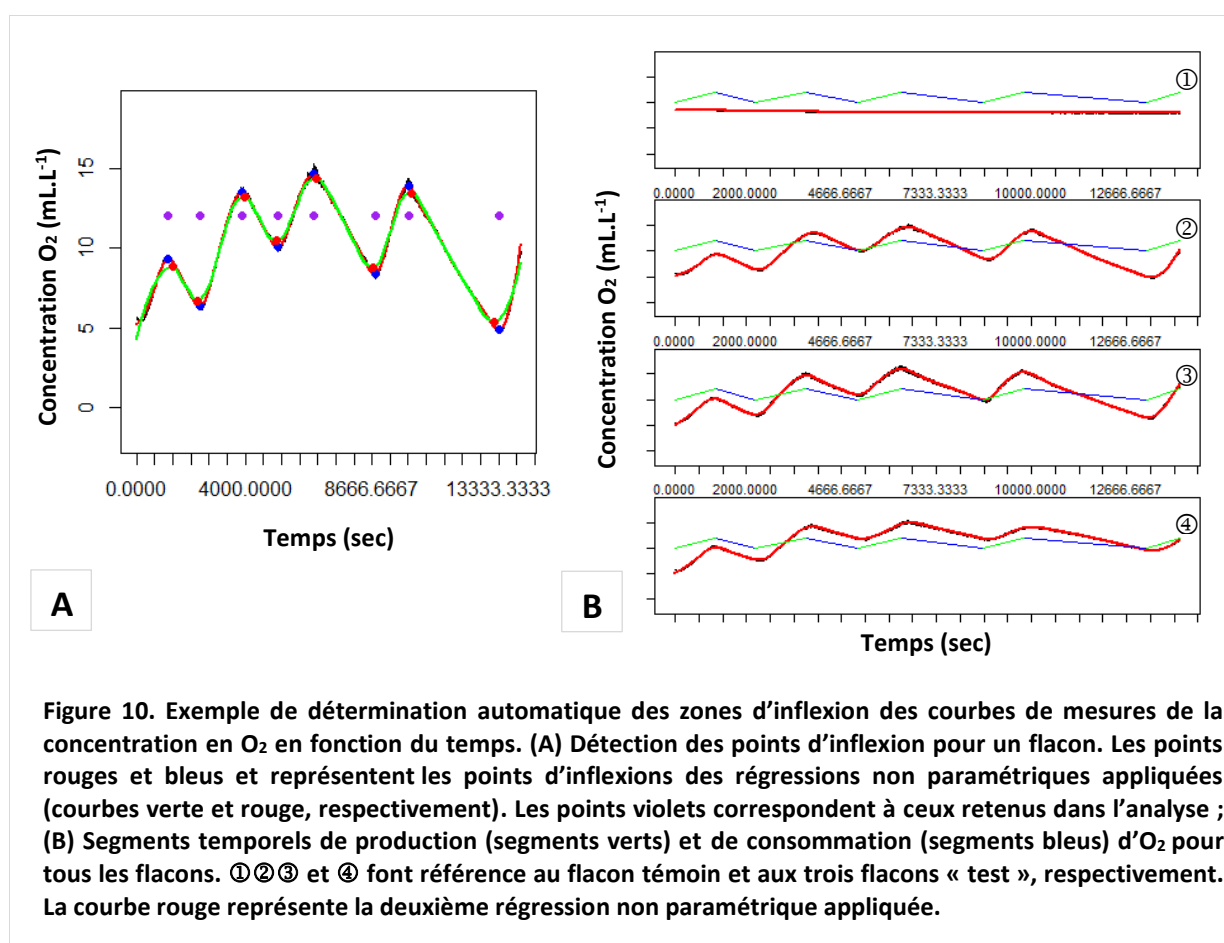 Concentration O₂ (mL.L⁻¹)
15
10
5
0
0.0000 4000.0000 8666.6667 13333.3333
Temps (sec)
A
Concentration O₂ (mL.L⁻¹)
①
0.0000 2000.0000 4666.6667 7333.3333 10000.0000 12666.6667
②
0.0000 2000.0000 4666.6667 7333.3333 10000.0000 12666.6667
③
0.0000 2000.0000 4666.6667 7333.3333 10000.0000 12666.6667
④
Temps (sec)
B
Figure 10. Exemple de détermination automatique des zones d’inflexion des courbes de mesures de la
concentration en O₂ en fonction du temps. (A) Détection des points d’inflexion pour un flacon. Les points
rouges et bleus et représentent les points d’inflexions des régressions non paramétriques appliquées
(courbes verte et rouge, respectivement). Les points violets correspondent à ceux retenus dans l’analyse ;
(B) Segments temporels de production (segments verts) et de consommation (segments bleus) d’O₂ pour
tous les flacons. ①②③ et ④ font référence au flacon témoin et aux trois flacons « test », respectivement.
La courbe rouge représente la deuxième régression non paramétrique appliquée.